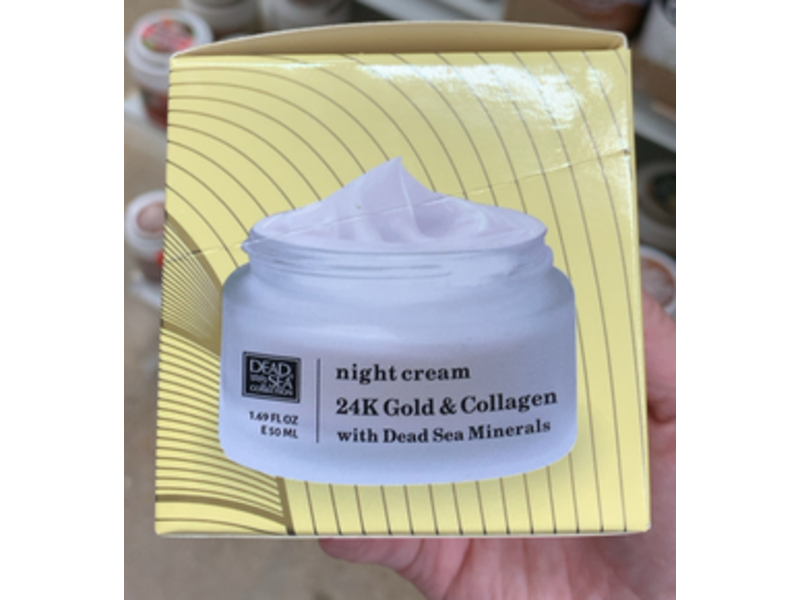 DEAD
SEA
COLLECTION
1.69 FL OZ
E 50 ML
night cream
24K Gold & Collagen
with Dead Sea Minerals